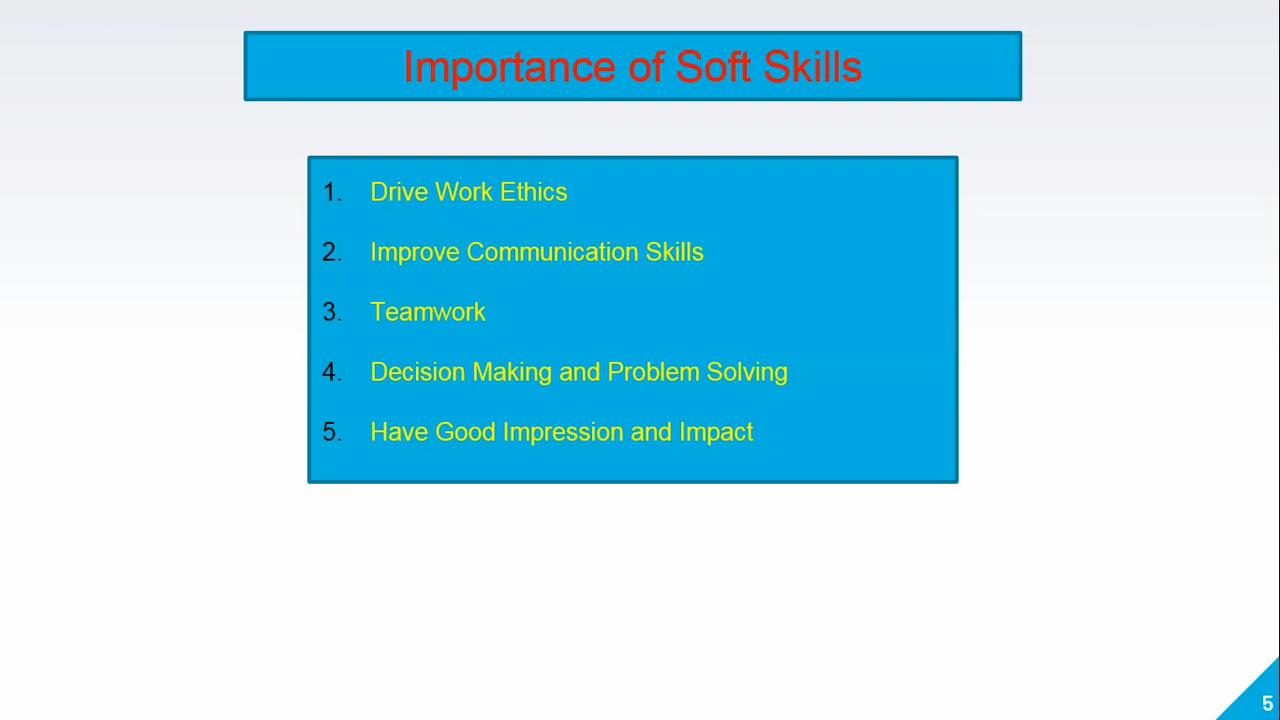 Importance of Soft Skills
1. Drive Work Ethics
2. Improve Communication Skills
3. Teamwork
4. Decision Making and Problem Solving
5. Have Good Impression and Impact
5